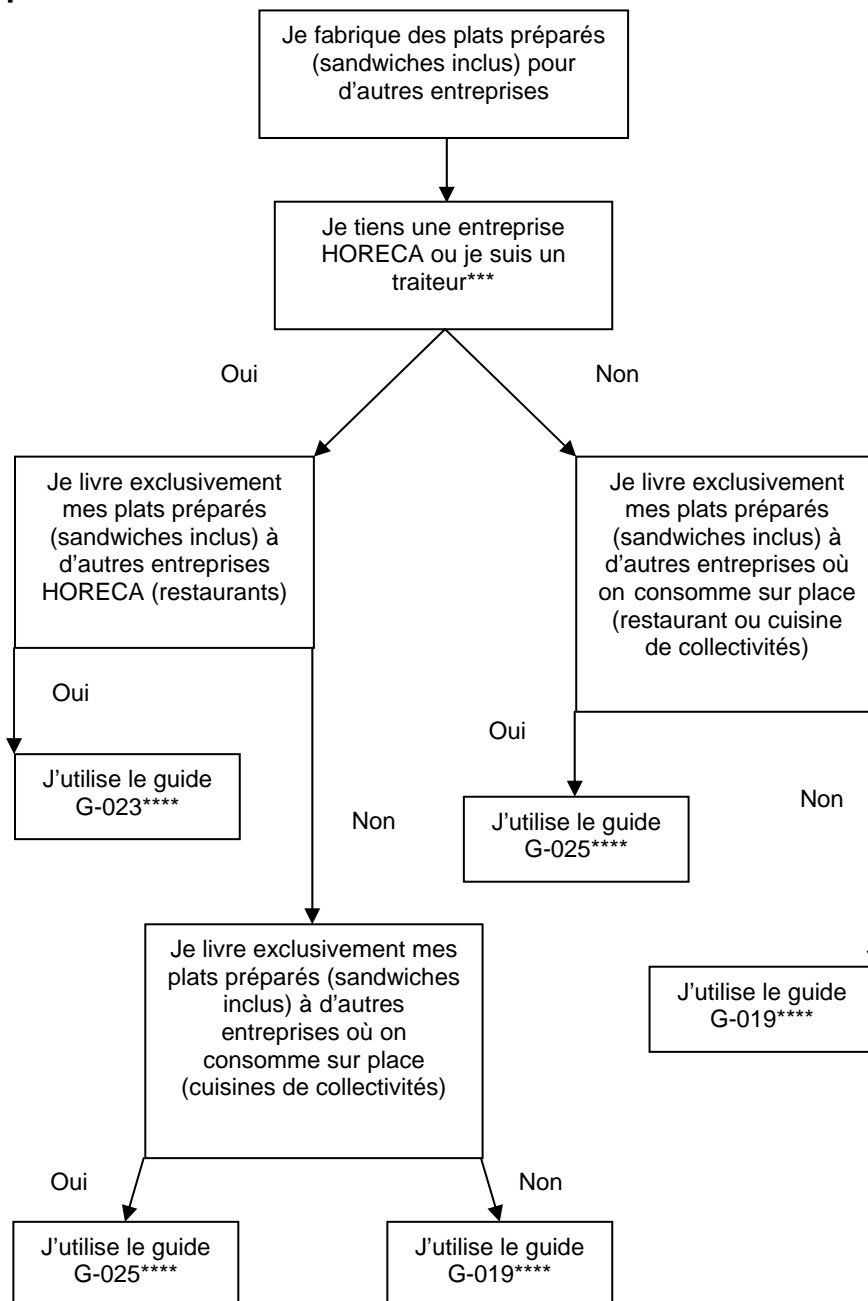 Je fabrique des plats préparés
(sandwiches inclus) pour
d'autres entreprises
Je tiens une entreprise
HORECA ou je suis un
traiteur***
Oui
Non
Je livre exclusivement
mes plats préparés
(sandwiches inclus) à
d'autres entreprises
HORECA (restaurants)
Je livre exclusivement
mes plats préparés
(sandwiches inclus) à
d'autres entreprises où
on consomme sur place
(restaurant ou cuisine
de collectivités)
Oui
J'utilise le guide
G-023****
Non
Oui
J'utilise le guide
G-025****
Non
J'utilise le guide
G-019****
Je livre exclusivement mes
plats préparés (sandwiches
inclus) à d'autres
entreprises où on
consomme sur place
(cuisines de collectivités)
Oui
Non
J'utilise le guide
G-025****
J'utilise le guide
G-019****